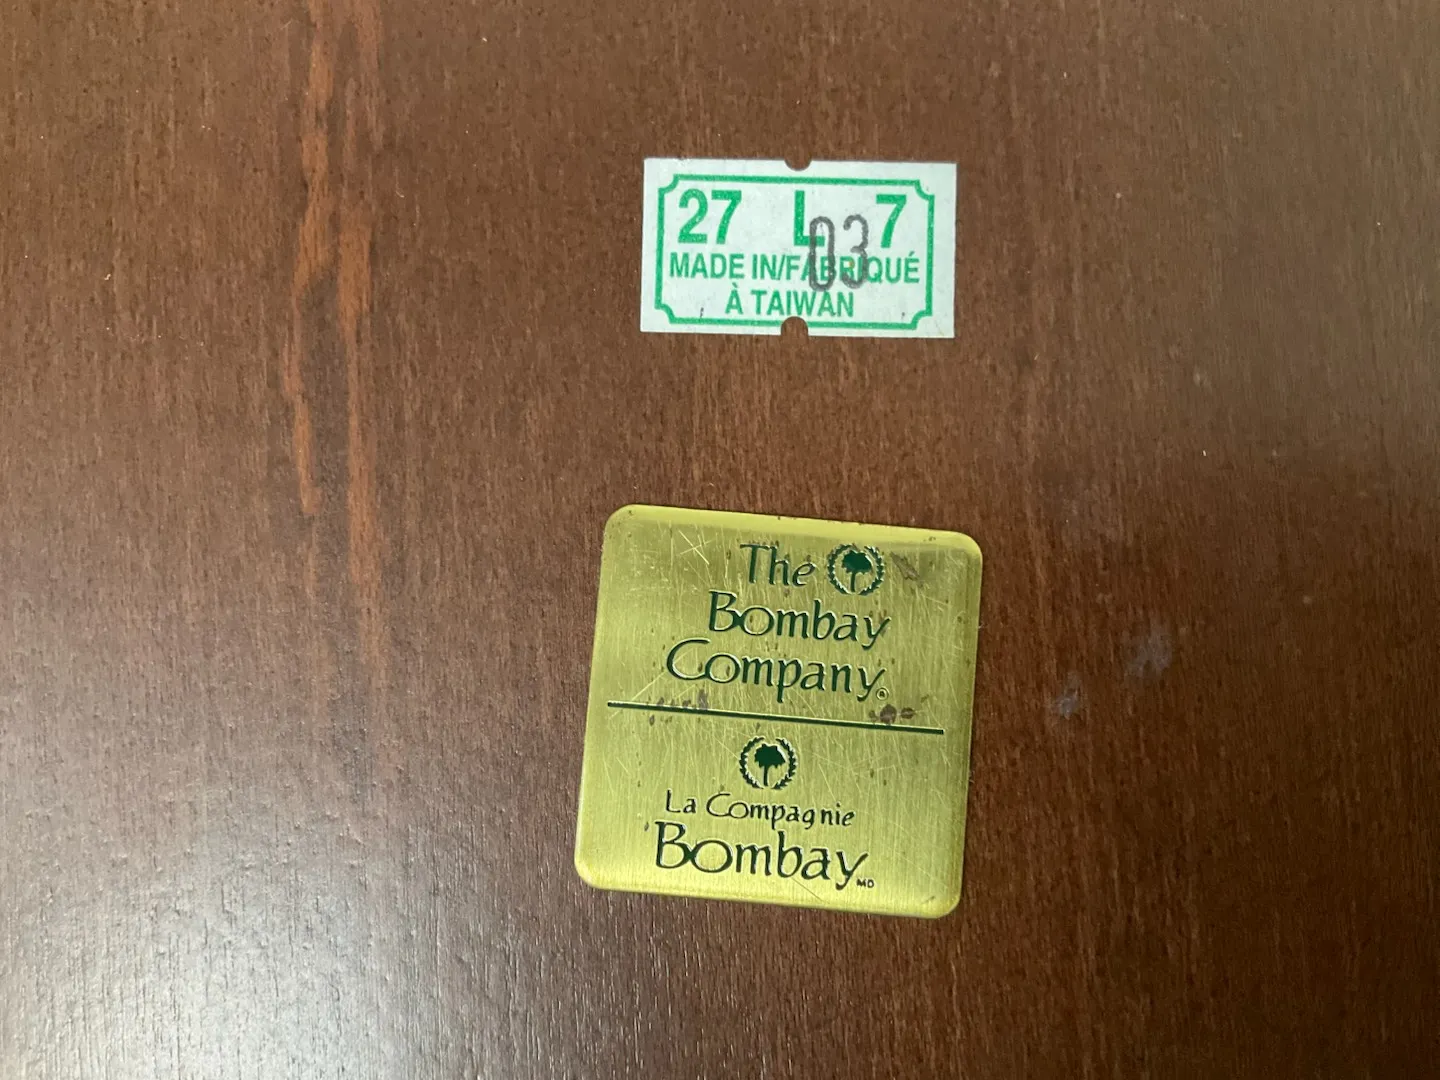 27 L 7
03
MADE IN/FABRIQUÉ
À TAIWAN
The
Bombay
Company®
La Compagnie
Bombay MD